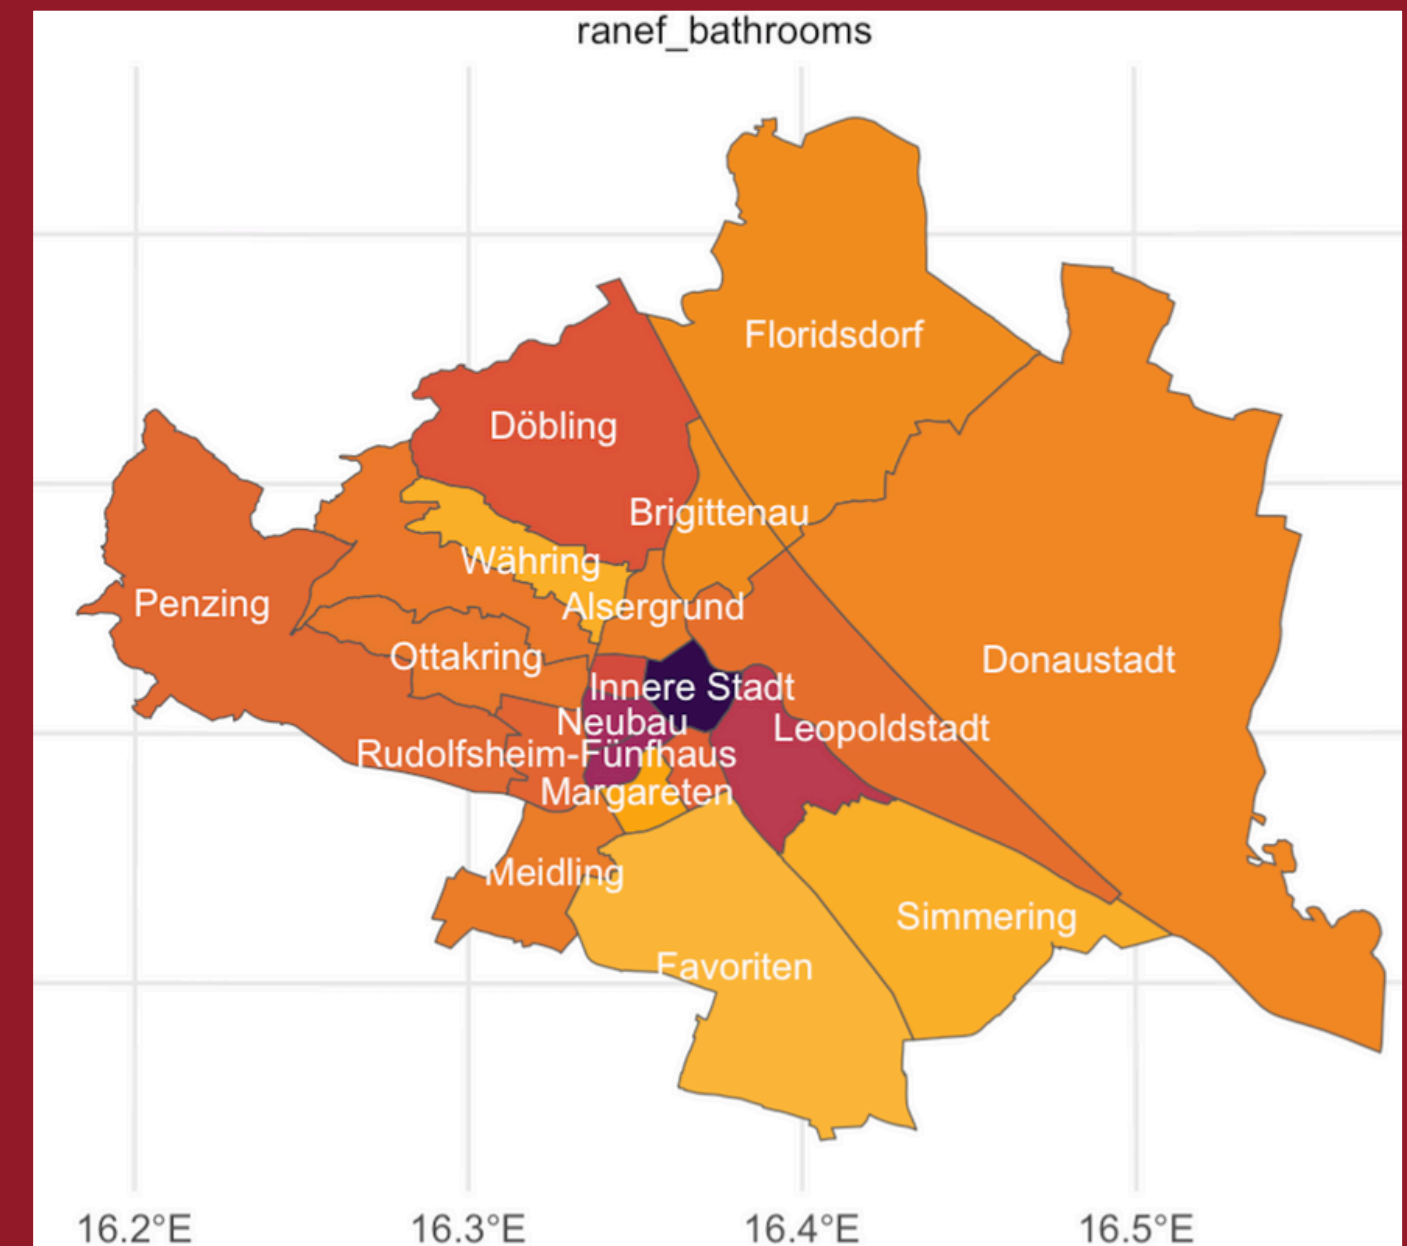 ranef_bathrooms
Floridsdorf
Döbling
Brigittenau
Währing
Penzing
Alsergrund
Ottakring
Donaustadt
Innere Stadt
Neubau
Leopoldstadt
Rudolfsheim-Fünfhaus
Margareten
Meidling
Simmering
Favoriten
16.2°E 16.3°E 16.4°E 16.5°E